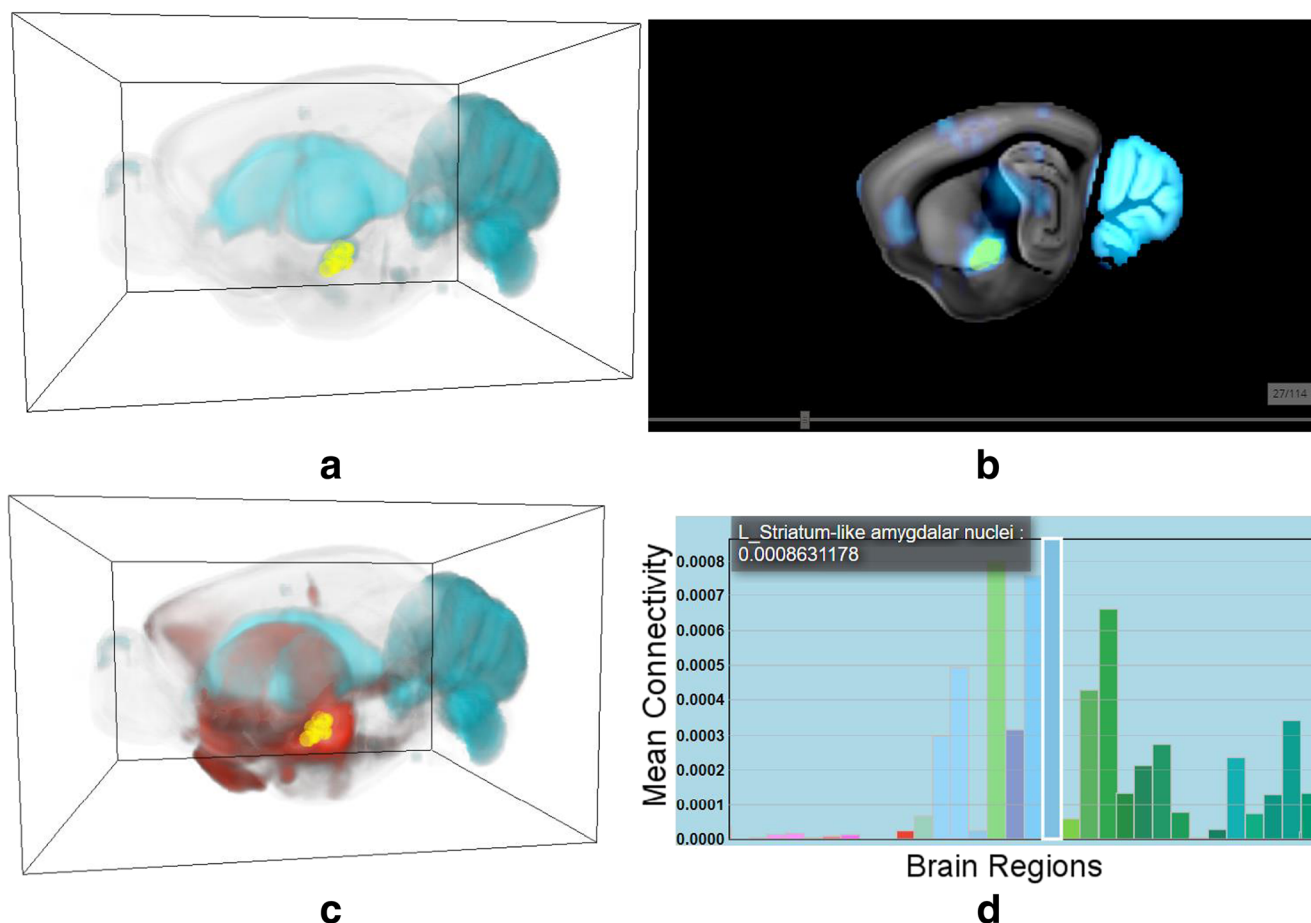 a
27/114
b
c
L_Striatum-like amygdalar nuclei :
0.0008631178
Mean Connectivity
0.0008
0.0007
0.0006
0.0005
0.0004
0.0003
0.0002
0.0001
0.0000
Brain Regions
d